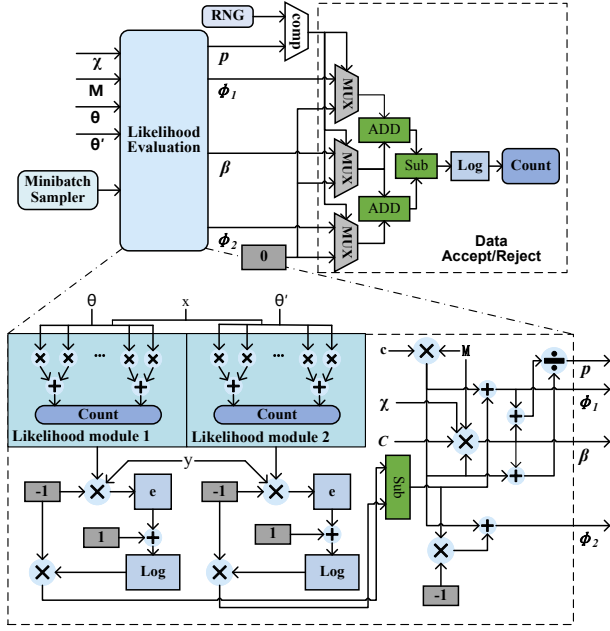 RNG
comp
p
χ
ϕ1
M
MUX
θ
ADD
θ'
Likelihood
Evaluation
MUX
Sub
Log
Count
β
Minibatch
Sampler
ADD
MUX
ϕ2
0
Data
Accept/Reject
θ
x
θ'
×
×
...
×
×
×
×
...
×
×
c
×
M
÷
p
+
+
+
+
+
ϕ1
+
χ
Count
Count
C
×
β
Likelihood module 1
Likelihood module 2
+
y
-1
×
e
-1
×
e
Sub
1
+
1
+
+
ϕ2
×
×
Log
×
Log
-1